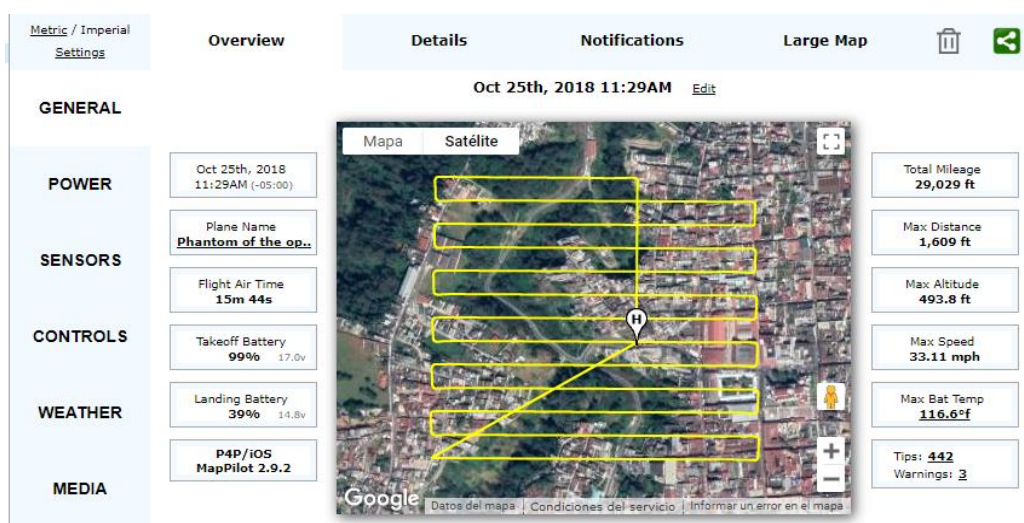 Metric / Imperial
Settings
Overview
Details
Notifications
Large Map
Oct 25th, 2018 11:29AM Edit
GENERAL
POWER
SENSORS
CONTROLS
WEATHER
MEDIA
Oct 25th, 2018
11:29AM (-05:00)
Plane Name
Phantom of the op..
Flight Air Time
15m 44s
Takeoff Battery
99% 17.0v
Landing Battery
39% 14.8v
P4P/iOS
MapPilot 2.9.2
Mapa
Satélite
H
Google
Datos del mapa
Condiciones del servicio
Informar un error en el mapa
Total Mileage
29,029 ft
Max Distance
1,609 ft
Max Altitude
493.8 ft
Max Speed
33.11 mph
Max Bat Temp
116.6°f
Tips: 442
Warnings: 3